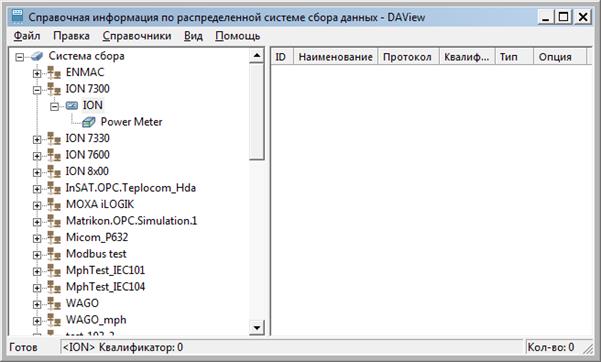 Справочная информация по распределенной системе сбора данных - DAView
Файл Правка Справочники Вид Помощь
Система сбора
ENMAC
ION 7300
ION
Power Meter
ION 7330
ION 7600
ION 8x00
InSAT.OPC.Teplocom_Hda
MOXA iLOGIK
Matrikon.OPC.Simulation.1
Micom_P632
Modbus test
MphTest_IEC101
MphTest_IEC104
WAGO
WAGO_mph
ID Наименование Протокол Квалиф... Тип Опция
Готов <ION> Квалификатор: 0 Кол-во: 0